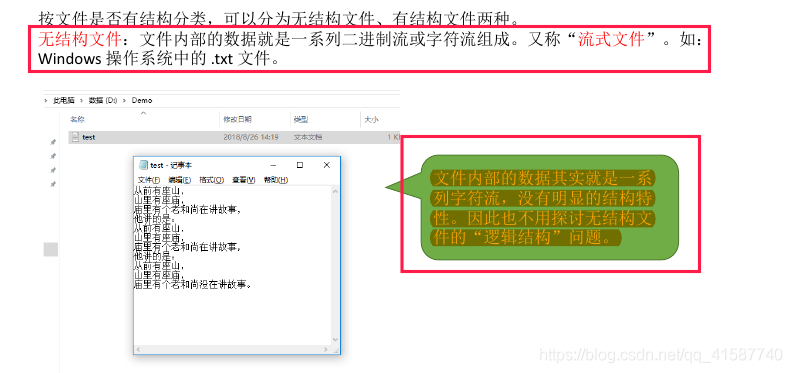 按文件是否有结构分类，可以分为无结构文件、有结构文件两种。
无结构文件：文件内部的数据就是一系列二进制流或字符流组成。又称“流式文件”。如：
Windows 操作系统中的 .txt 文件。
› 此电脑 › 数据 (D:) › Demo
名称 修改日期 类型 大小
test 2018/8/26 14:19 文本文档 1 K
test - 记事本
文件(F) 编辑(E) 格式(O) 查看(V) 帮助(H)
从前有座山，
山里有座庙，
庙里有个老和尚在讲故事，
他讲的是：
从前有座山，
山里有座庙，
庙里有个老和尚在讲故事，
他讲的是：
从前有座山，
山里有座庙，
庙里有个老和尚没在讲故事。
文件内部的数据其实就是一系
列字符流，没有明显的结构特
性。因此也不用探讨无结构文
件的“逻辑结构”问题。
https://blog.csdn.net/qq_41587740